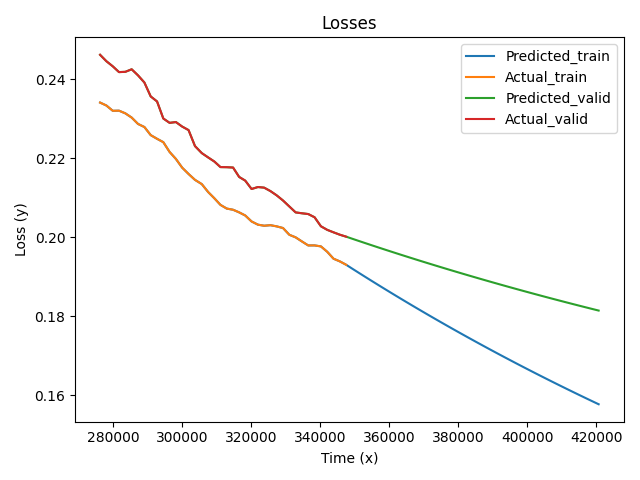 Losses
Predicted_train
Actual_train
Predicted_valid
Actual_valid
Loss (y)
0.24
0.22
0.20
0.18
0.16
280000 300000 320000 340000 360000 380000 400000 420000
Time (x)